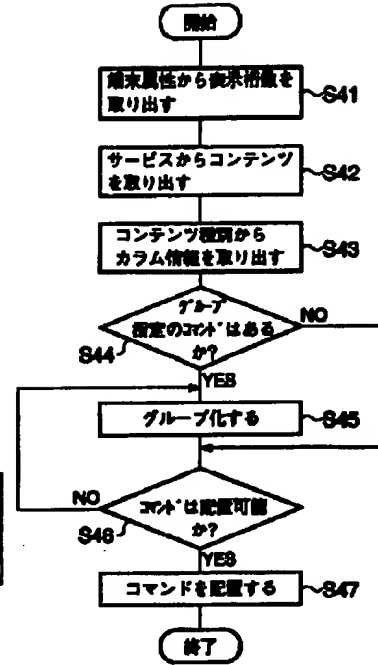 開始
端末属性から表示桁数を
取り出す
S41
サービスからコンテンツ
を取り出す
S42
コンテンツ種別から
カラム情報を取り出す
S43
グループ
指定のコマンドはある
か?
NO
S44
YES
グループ化する
S45
コマンドは配置可能
か?
NO
S46
YES
コマンドを配置する
S47
終了